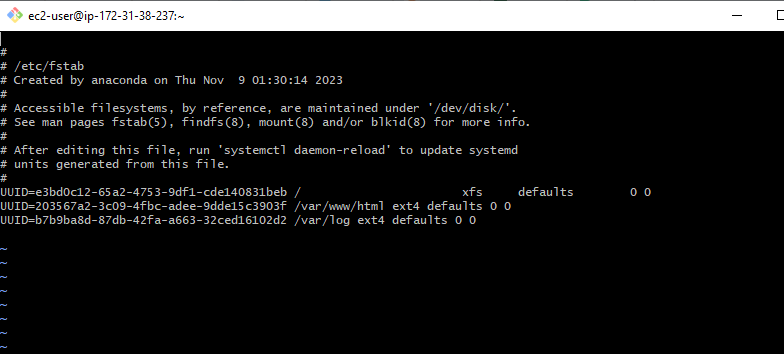 ec2-user@ip-172-31-38-237:~
#
# /etc/fstab
# Created by anaconda on Thu Nov  9 01:30:14 2023
#
# Accessible filesystems, by reference, are maintained under '/dev/disk/'.
# See man pages fstab(5), findfs(8), mount(8) and/or blkid(8) for more info.
#
# After editing this file, run 'systemctl daemon-reload' to update systemd
# units generated from this file.
#
UUID=e3bd0c12-65a2-4753-9df1-cde140831beb /                       xfs     defaults        0 0
UUID=203567a2-3c09-4fbc-adee-9dde15c3903f /var/www/html ext4 defaults 0 0
UUID=b7b9ba8d-87db-42fa-a663-32ced16102d2 /var/log ext4 defaults 0 0
~
~
~
~
~
~
~
~